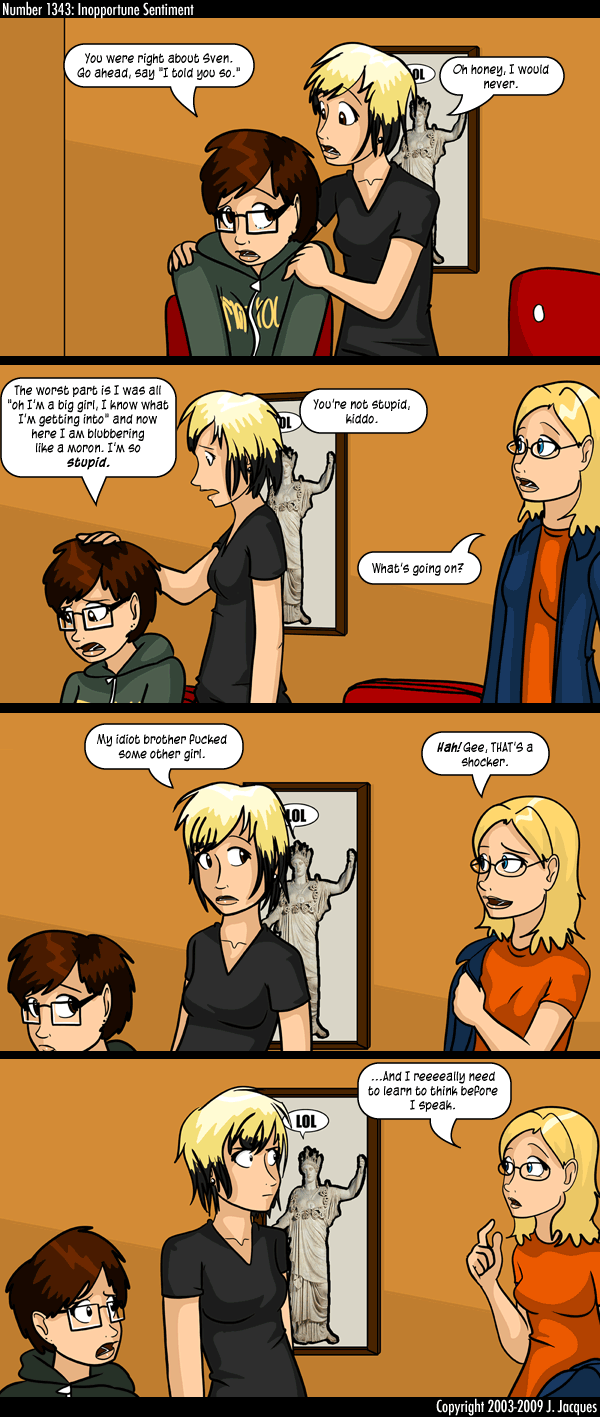 Number 1343: Inopportune Sentiment
You were right about Sven.
Go ahead, say "I told you so."
OL
Oh honey, I would
never.
The worst part is I was all
"oh I'm a big girl, I know what
I'm getting into" and now
here I am blubbering
like a moron. I'm so
stupid.
OL
You're not stupid,
kiddo.
What's going on?
My idiot brother fucked
some other girl.
LOL
Hah! Gee, THAT'S a
shocker.
...And I reeeeally need
to learn to think before
I speak.
LOL
Copyright 2003-2009 J. Jacques